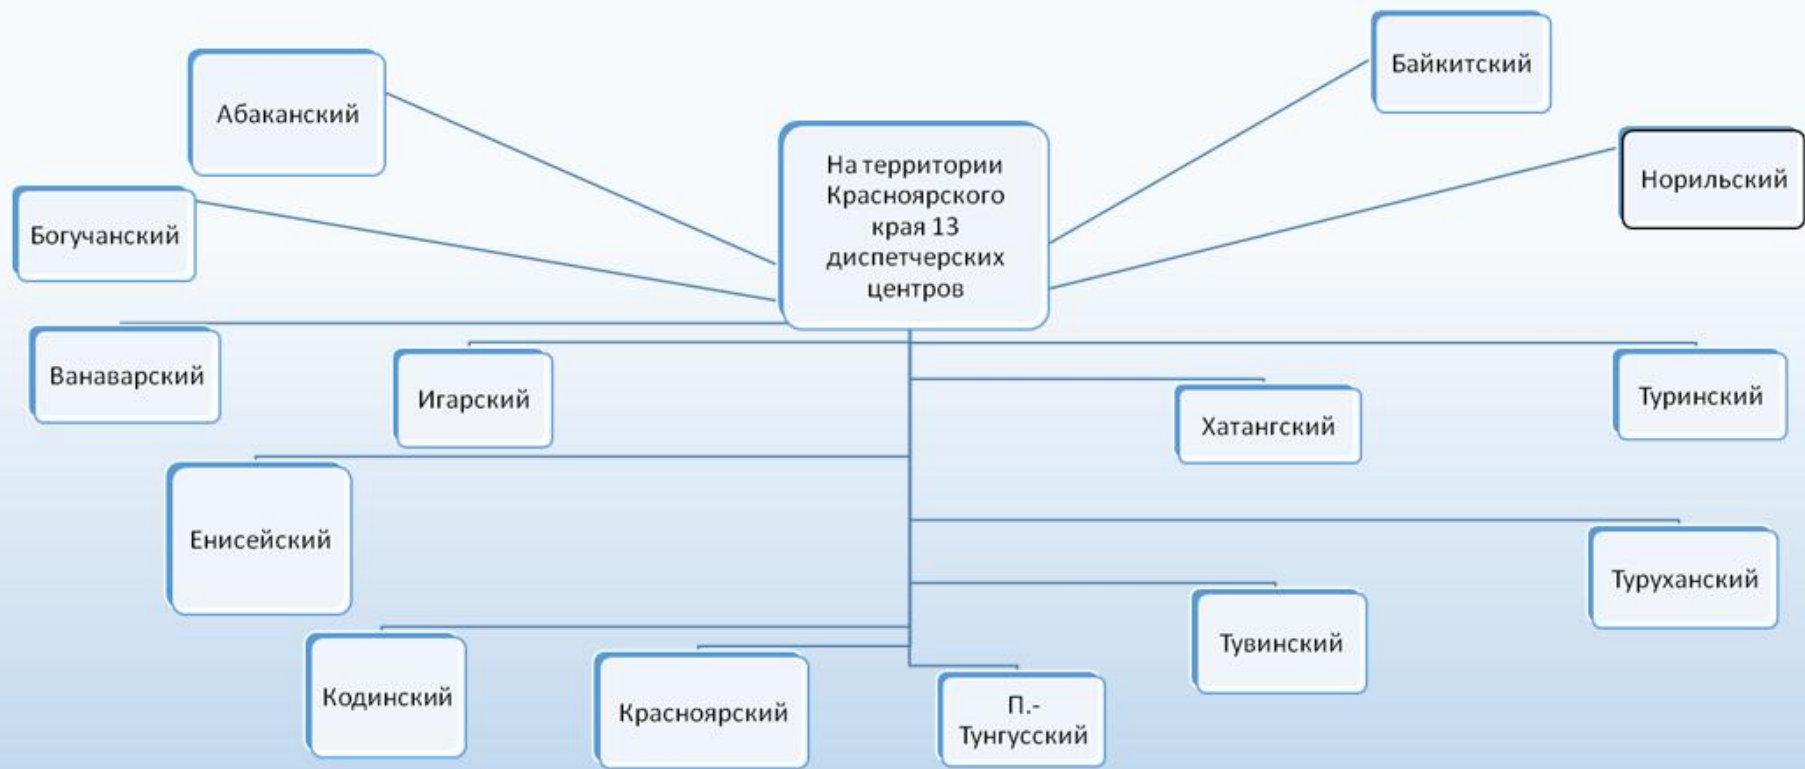 Байкитский
Абаканский
На территории
Красноярского
края 13
диспетчерских
центров
Норильский
Богучанский
Ванаварский
Игарский
Хатангский
Туринский
Енисейский
Туруханский
Тувинский
Кодинский
Красноярский
П.-
Тунгусский